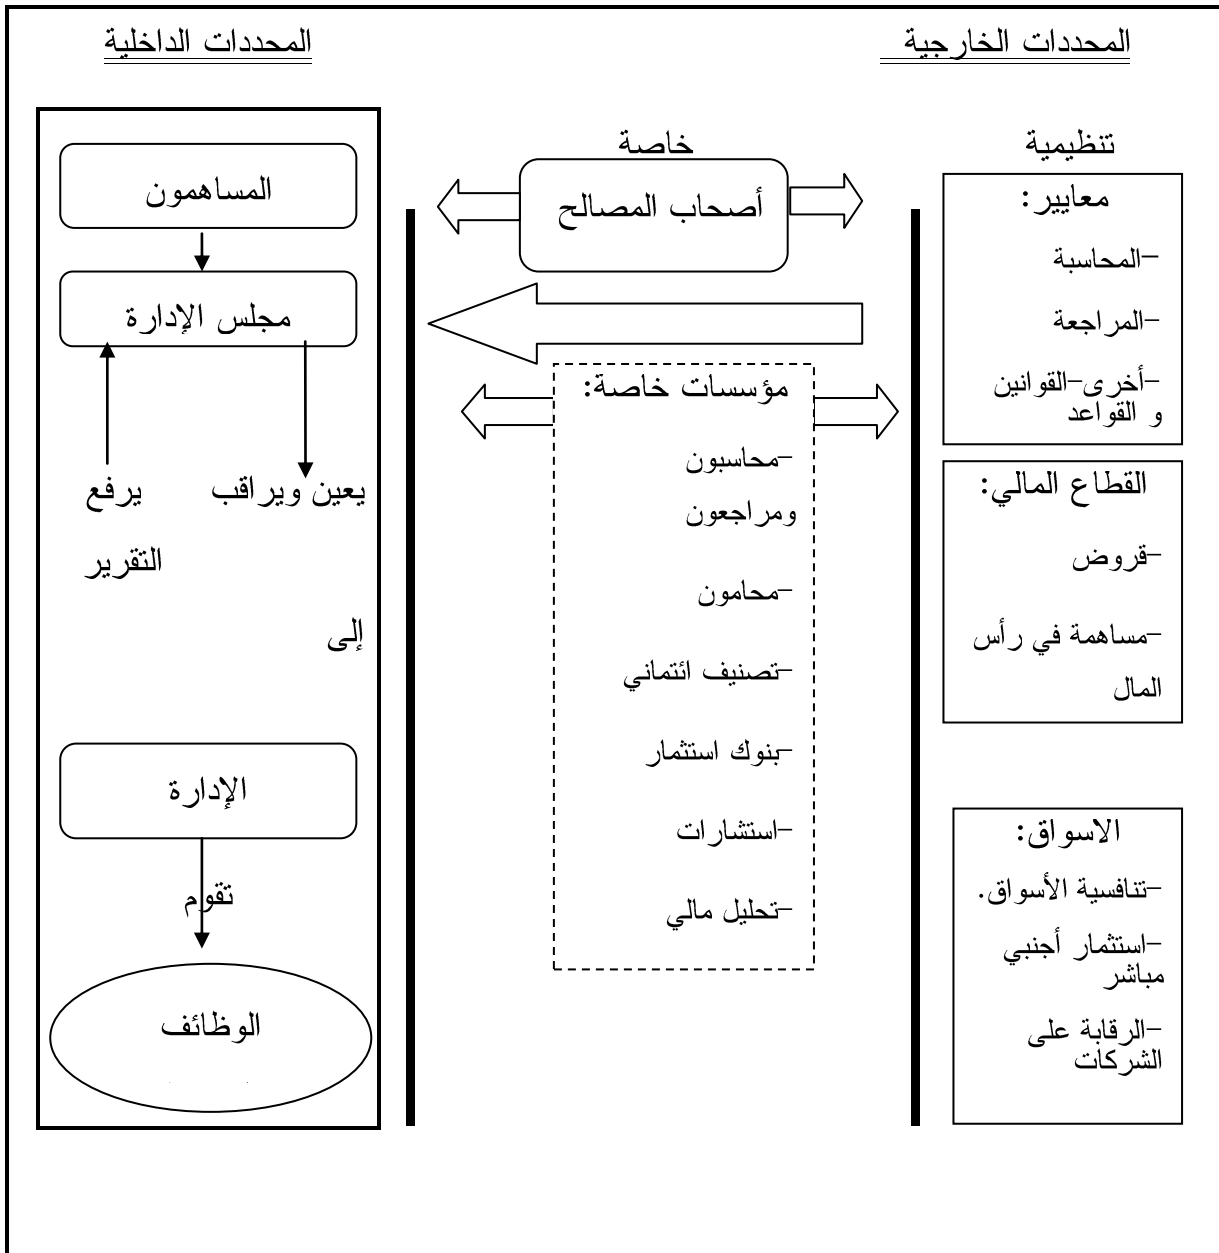 المحددات الخارجية
المحددات الداخلية
تنظيمية
معايير:
-المحاسبة
-المراجعة
-أخرى-القوانين
و القواعد
القطاع المالي:
-قروض
-مساهمة في رأس
المال
الاسواق:
-تنافسية الأسواق.
-استثمار أجنبي
مباشر
-الرقابة على
الشركات
خاصة
أصحاب المصالح
مؤسسات خاصة:
-محاسبون
ومراجعون
-محامون
-تصنيف ائتماني
-بنوك استثمار
-استشارات
-تحليل مالي
المساهمون
مجلس الإدارة
يعين ويراقب
يرفع
التقرير
إلى
الإدارة
تقوم
الوظائف